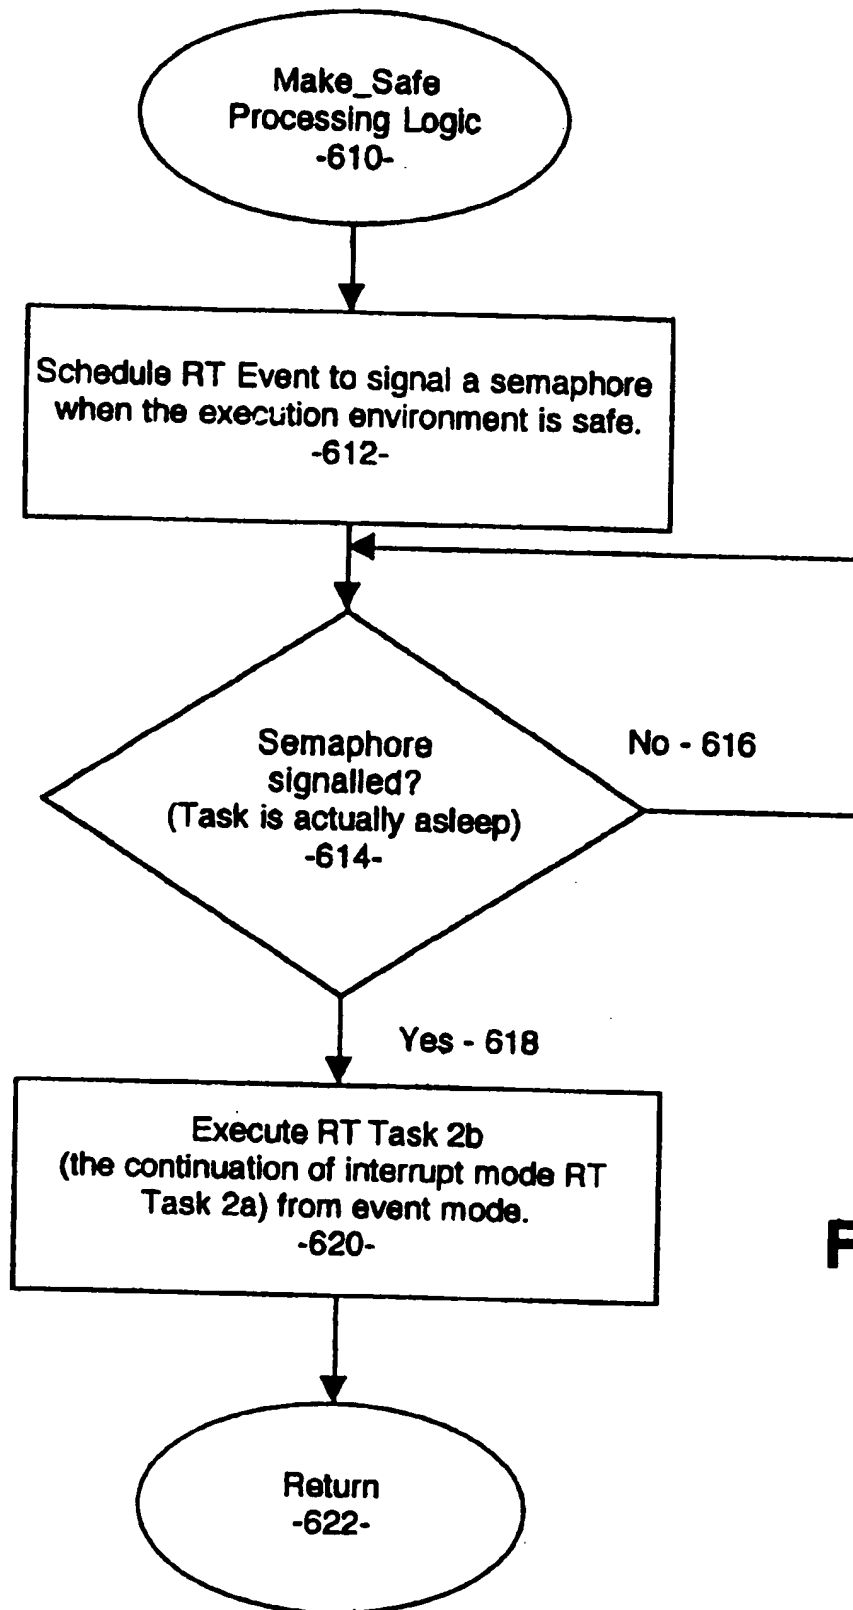 Make_Safe
Processing Logic
-610-
Schedule RT Event to signal a semaphore
when the execution environment is safe.
-612-
Semaphore
signalled?
(Task is actually asleep)
-614-
No - 616
Yes - 618
Execute RT Task 2b
(the continuation of interrupt mode RT
Task 2a) from event mode.
-620-
F
Return
-622-